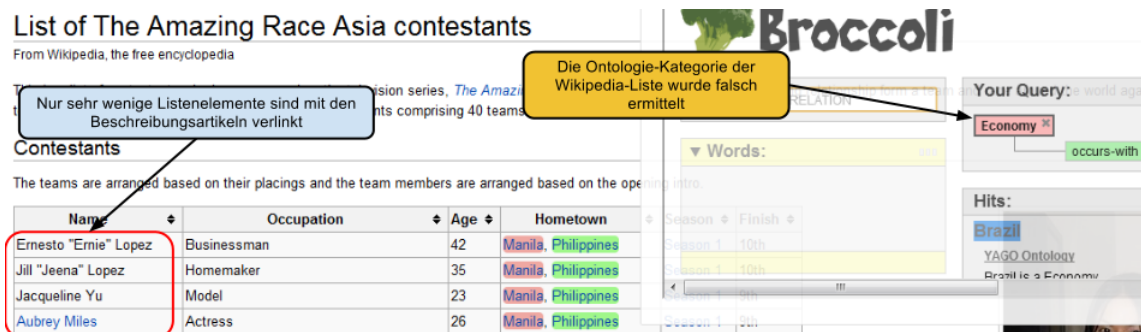 List of The Amazing Race Asia contestants
From Wikipedia, the free encyclopedia
ision series, The Amazi
nts comprising 40 teams
Nur sehr wenige Listenelemente sind mit den
Beschreibungsartikeln verlinkt
Contestants
The teams are arranged based on their placings and the team members are arranged based on the opening intro.
Name Occupation Age Hometown Season Finish
Ernesto "Ernie" Lopez Businessman 42 Manila, Philippines Season 1 10th
Jill "Jeena" Lopez Homemaker 35 Manila, Philippines Season 1 10th
Jacqueline Yu Model 23 Manila, Philippines Season 1 9th
Aubrey Miles Actress 26 Manila, Philippines Season 1 9th
Broccoli
Die Ontologie-Kategorie der
Wikipedia-Liste wurde falsch
ermittelt
RELATION
Words:
Your Query:
Economy
occurs-with
Hits:
Brazil
YAGO Ontology
Brazil is a Economy